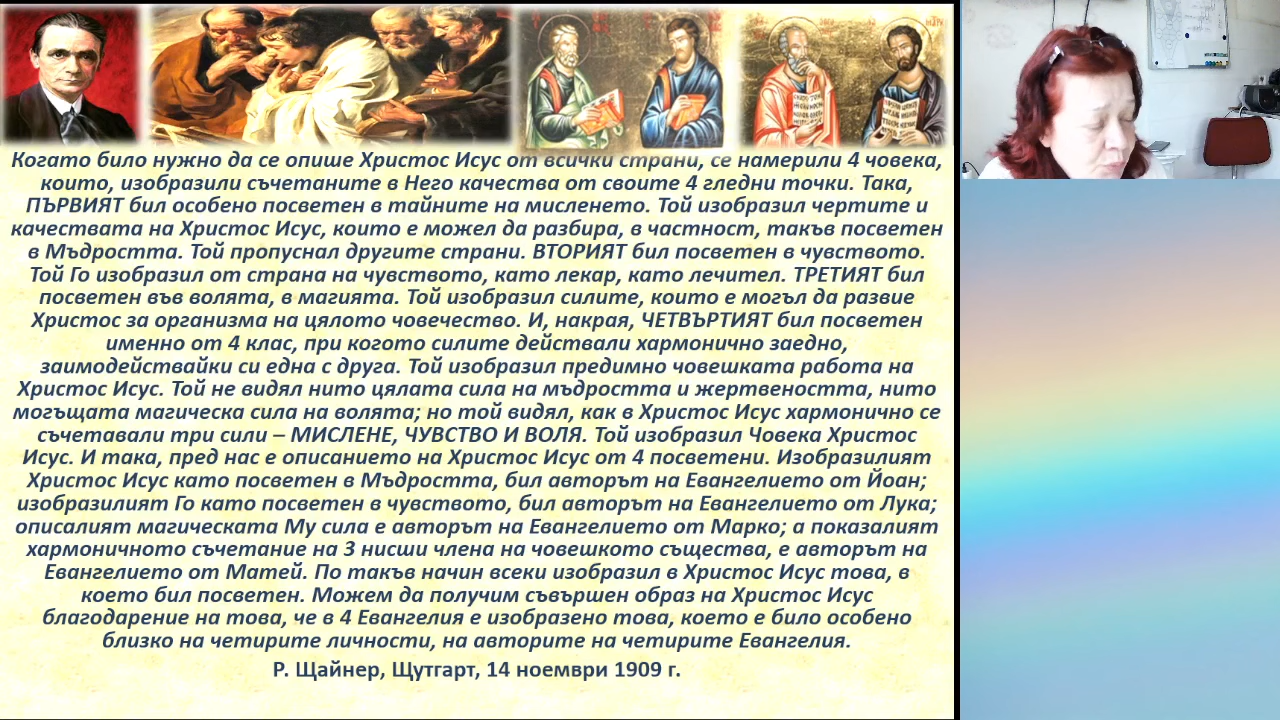 Когато било нужно да се опише Христос Исус от всички страни, се намерили 4 човека,
които, изобразили съчетаните в Него качества от своите 4 гледни точки. Така,
ПЪРВИЯТ бил особено посветен в тайните на мисленето. Той изобразил чертите и
качествата на Христос Исус, които е можел да разбира, в частност, такъв посветен
в Мъдростта. Той пропуснал другите страни. ВТОРИЯТ бил посветен в чувството.
Той Го изобразил от страна на чувството, като лекар, като лечител. ТРЕТИЯТ бил
посветен във волята, в магията. Той изобразил силите, които е могъл да развие
Христос за организма на цялото човечество. И, накрая, ЧЕТВЪРТИЯТ бил посветен
именно от 4 клас, при когото силите действали хармонично заедно,
заимодействайки си една с друга. Той изобразил предимно човешката работа на
Христос Исус. Той не видял нито цялата сила на мъдростта и жертвеността, нито
могъщата магическа сила на волята; но той видял, как в Христос Исус хармонично се
съчетавали три сили – МИСЛЕНЕ, ЧУВСТВО И ВОЛЯ. Той изобразил Човека Христос
Исус. И така, пред нас е описанието на Христос Исус от 4 посветени. Изобразилият
Христос Исус като посветен в Мъдростта, бил авторът на Евангелието от Йоан;
изобразилият Го като посветен в чувството, бил авторът на Евангелието от Лука;
описалият магическата Му сила е авторът на Евангелието от Марко; а показалият
хармоничното съчетание на 3 нисши члена на човешкото същества, е авторът на
Евангелието от Матей. По такъв начин всеки изобразил в Христос Исус това, в
което бил посветен. Можем да получим съвършен образ на Христос Исус
благодарение на това, че в 4 Евангелия е изобразено това, което е било особено
близко на четирите личности, на авторите на четирите Евангелия.
Р. Щайнер, Щутгарт, 14 ноември 1909 г.